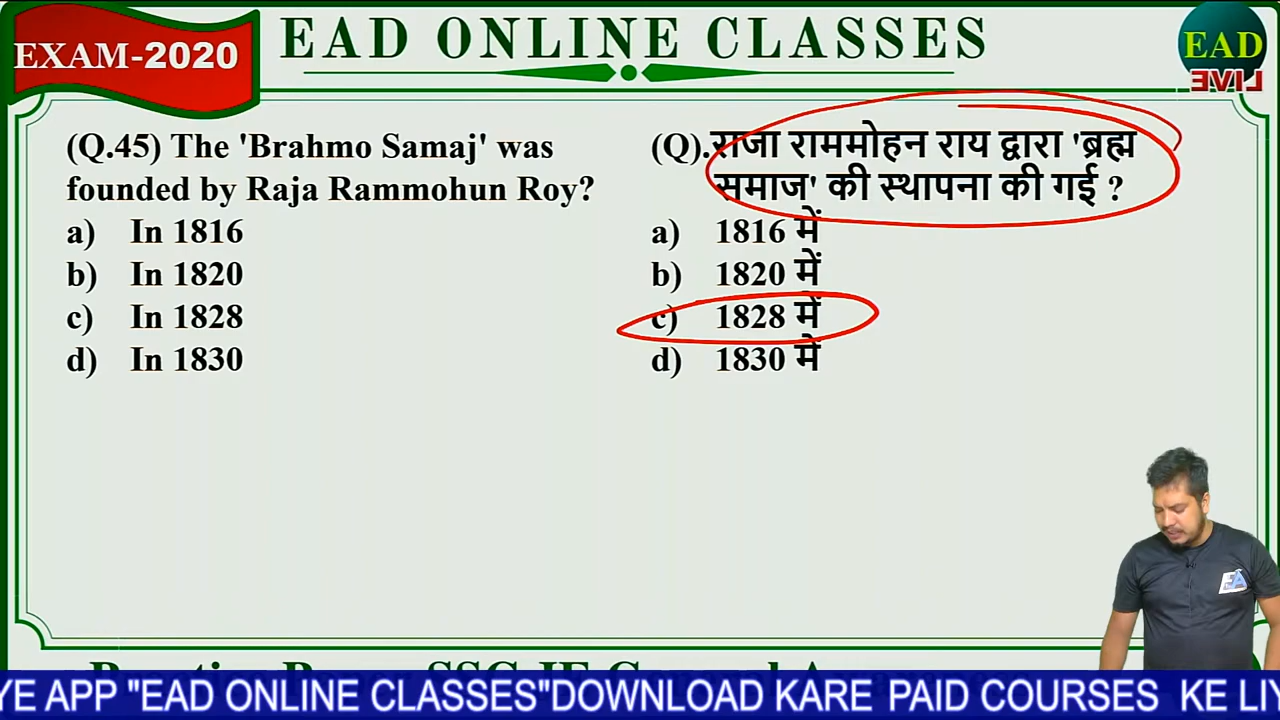 EXAM-2020
EAD ONLINE CLASSES
EAD
LIVE
(Q.45) The 'Brahmo Samaj' was
founded by Raja Rammohun Roy?
a) In 1816
b) In 1820
c) In 1828
d) In 1830
(Q).राजा राममोहन राय द्वारा 'ब्रह्म
समाज' की स्थापना की गई ?
a) 1816 में
b) 1820 में
c) 1828 में
d) 1830 में
YE APP "EAD ONLINE CLASSES"DOWNLOAD KARE PAID COURSES KE LIY